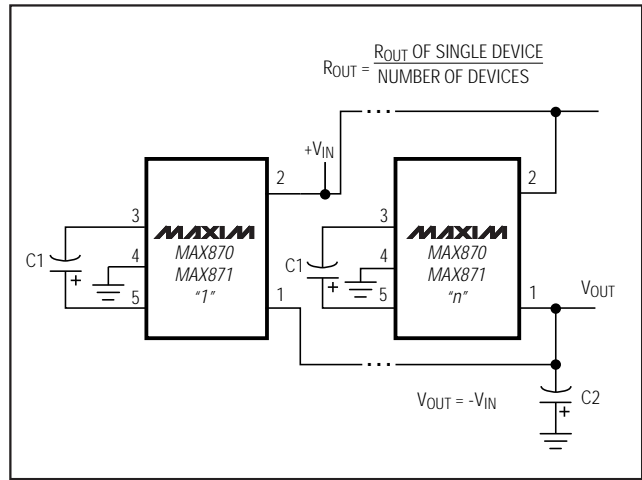 ROUT = ROUT OF SINGLE DEVICE
NUMBER OF DEVICES
...
+VIN
2
2
3
MAXIM
MAX870
MAX871
"1"
4
C1
+
5
1
3
MAXIM
MAX870
MAX871
"n"
4
C1
+
5
1
VOUT
...
VOUT = -VIN
C2
+